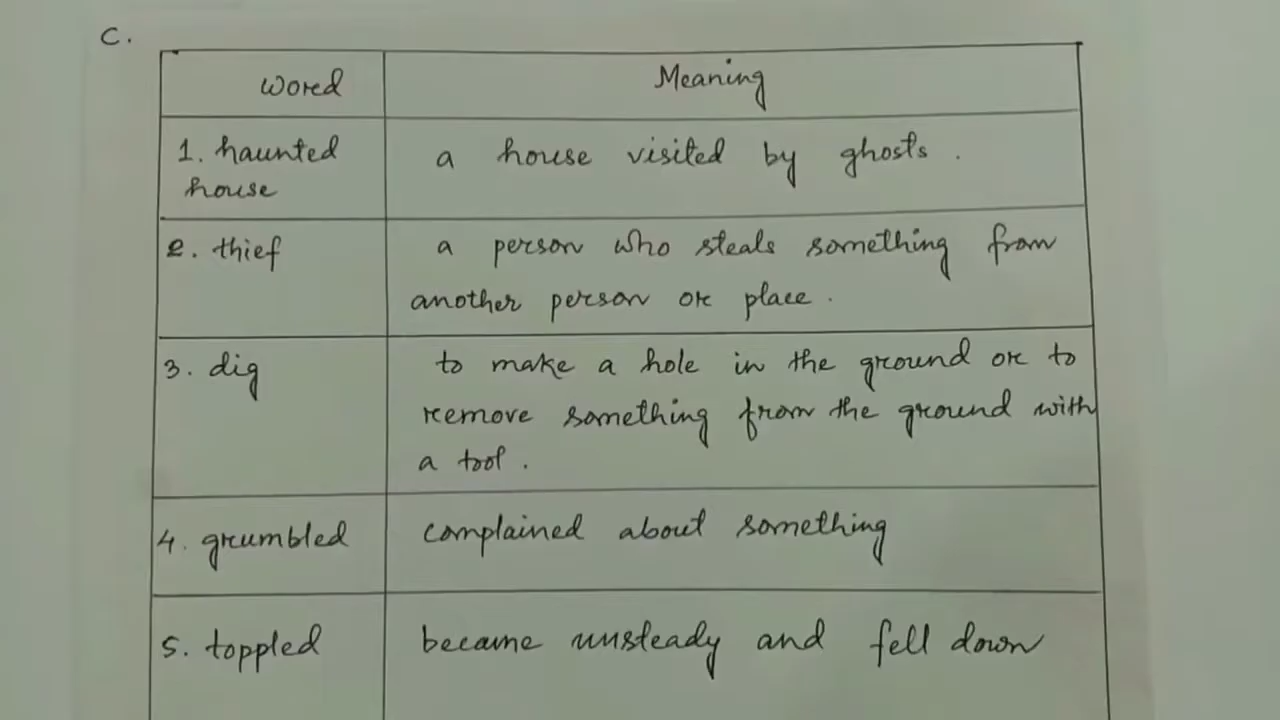 C.
Word Meaning
1. haunted a house visited by ghosts.
house
2. thief a person who steals something from
another person or place.
3. dig to make a hole in the ground or to
remove something from the ground with
a tool.
4. grumbled complained about something
5. toppled became unsteady and fell down